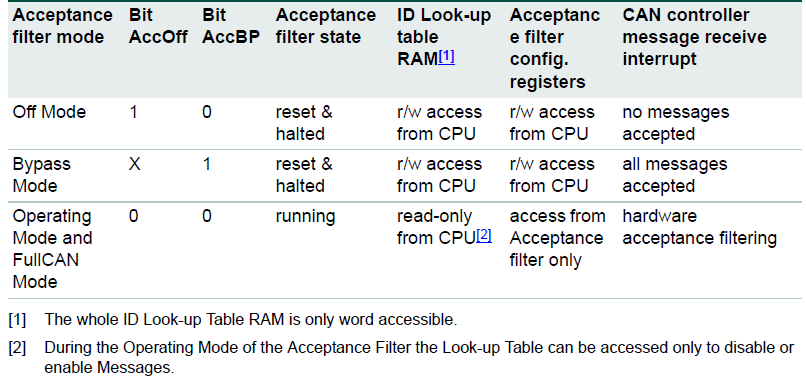 Acceptance filter mode | Bit AccOff | Bit AccBP | Acceptance filter state | ID Look-up table RAM[1] | Acceptanc e filter config. registers | CAN controller message receive interrupt
Off Mode | 1 | 0 | reset & halted | r/w access from CPU | r/w access from CPU | no messages accepted
Bypass Mode | X | 1 | reset & halted | r/w access from CPU | r/w access from CPU | all messages accepted
Operating Mode and FullCAN Mode | 0 | 0 | running | read-only from CPU[2] | access from Acceptance filter only | hardware acceptance filtering
[1] The whole ID Look-up Table RAM is only word accessible.
[2] During the Operating Mode of the Acceptance Filter the Look-up Table can be accessed only to disable or
enable Messages.